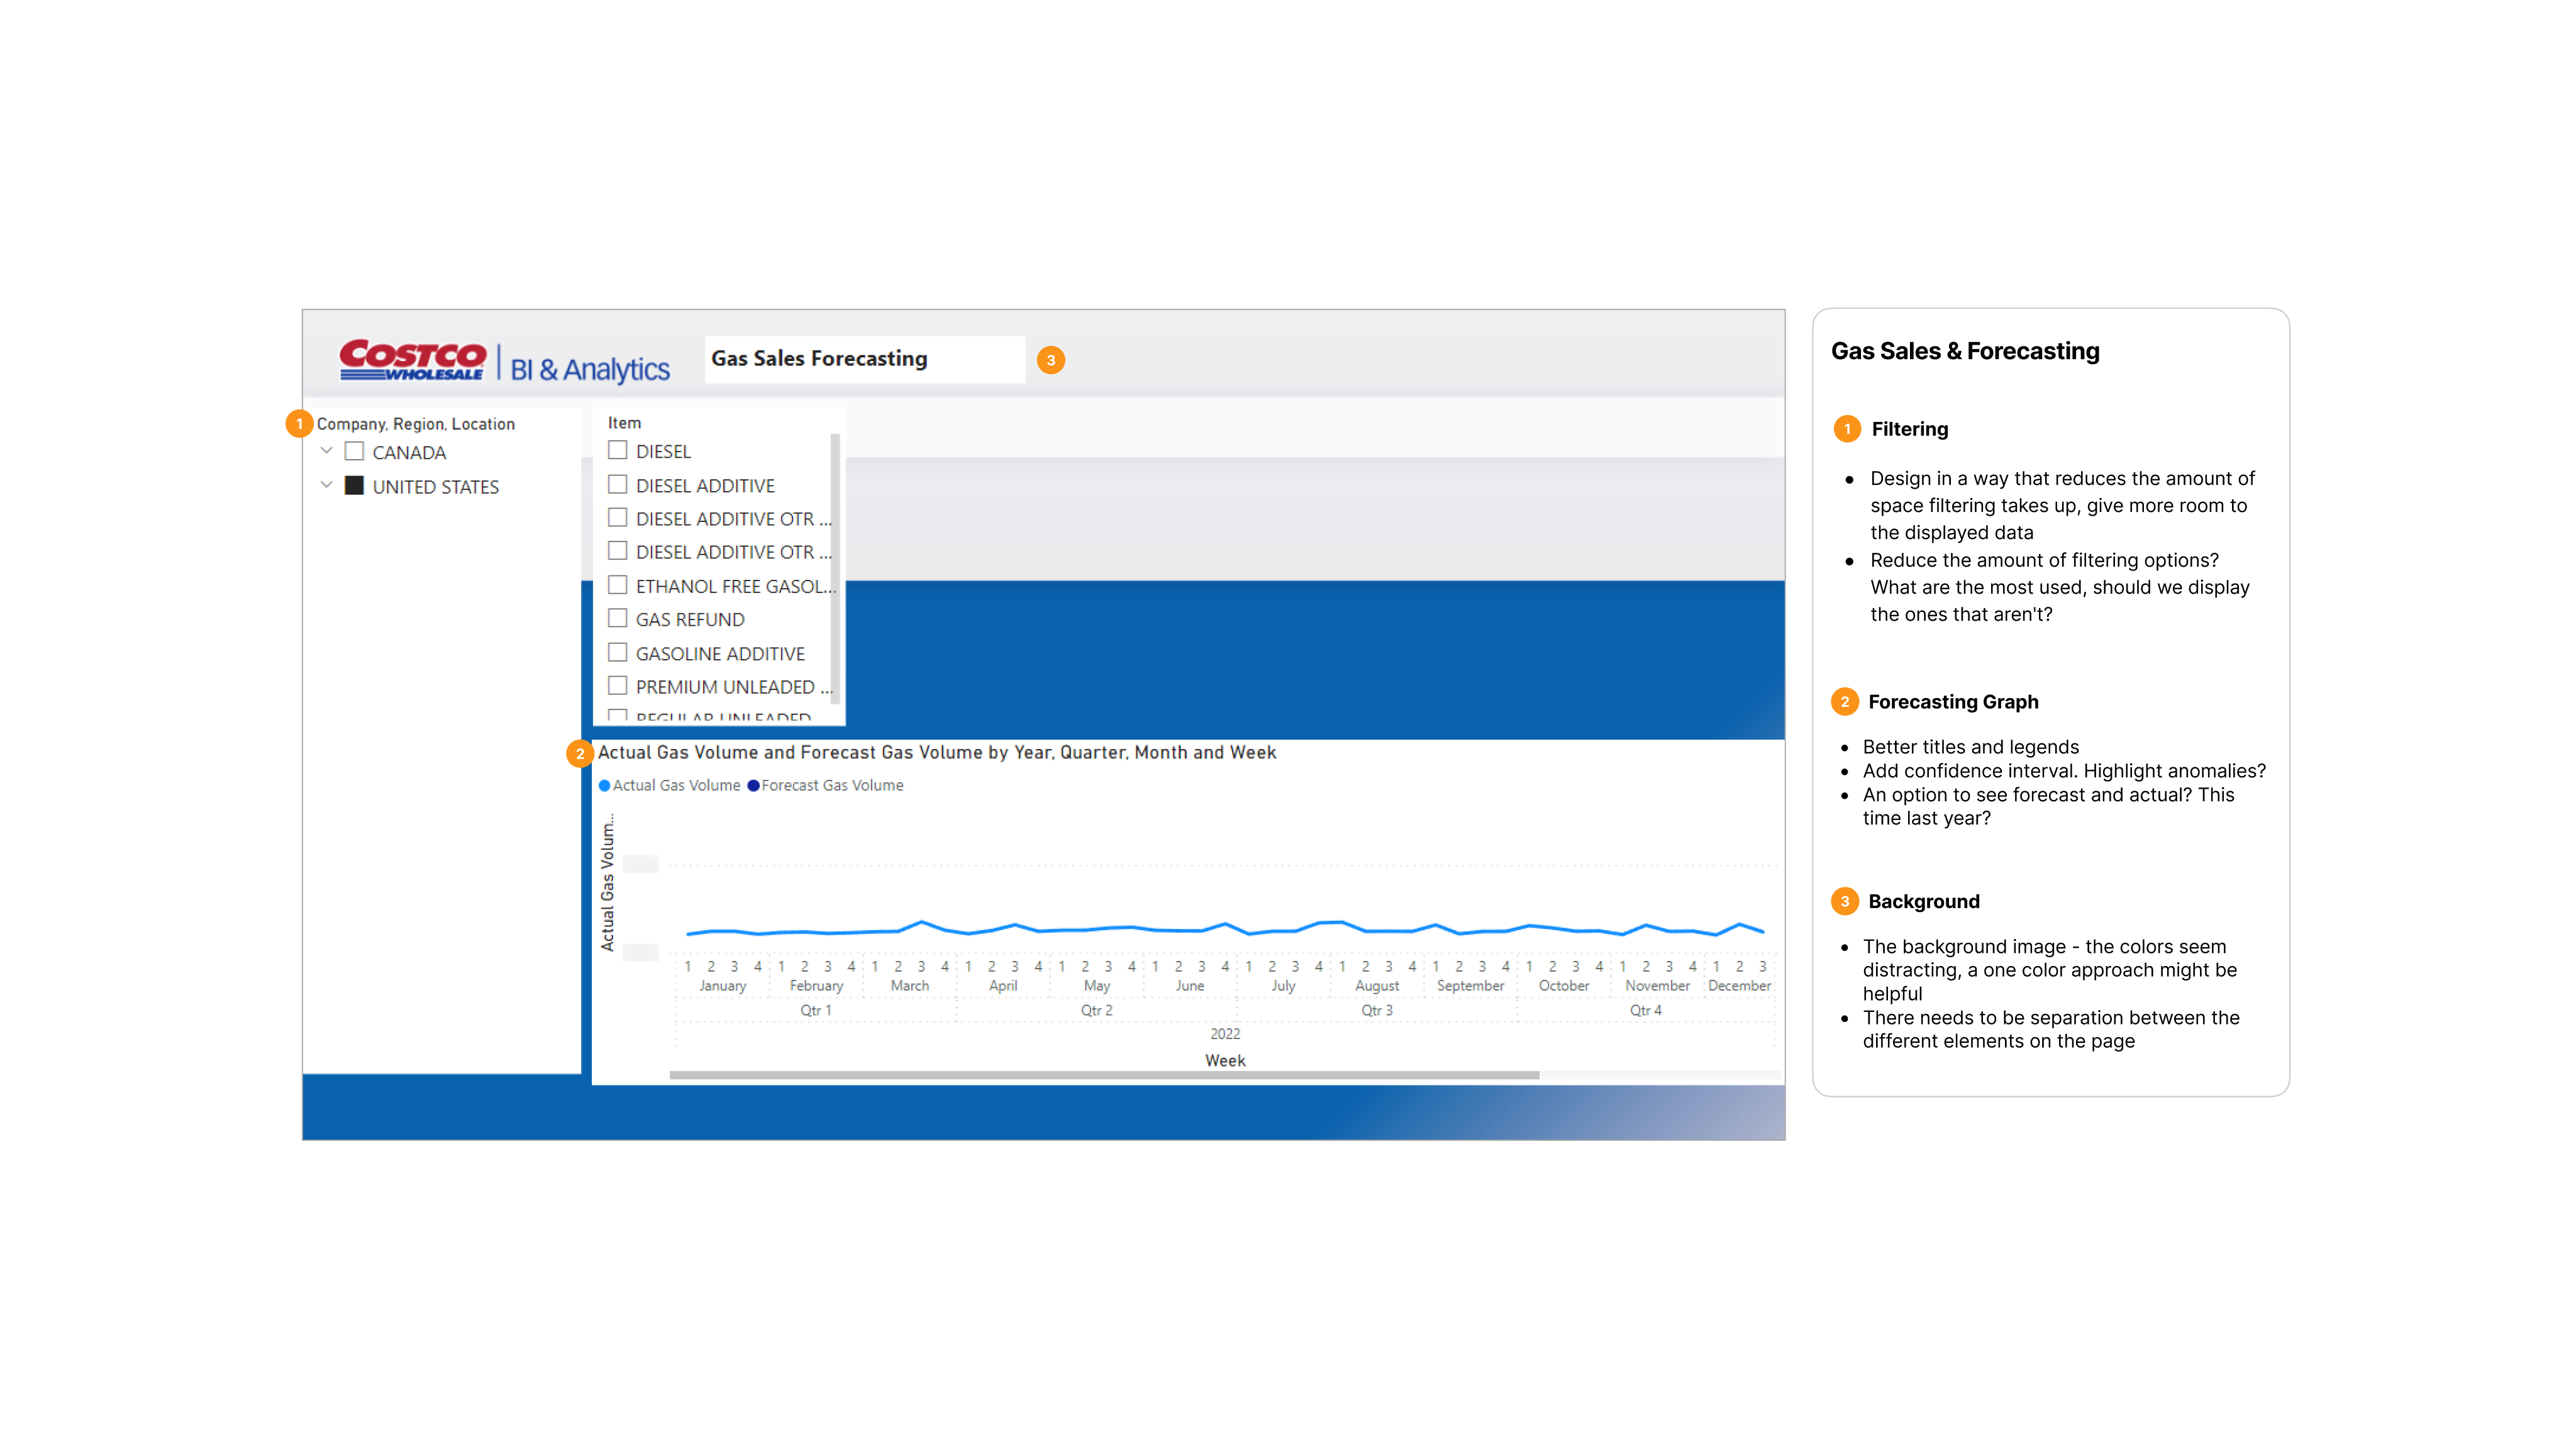 COSTCO
WHOLESALE
BI & Analytics
Gas Sales Forecasting
3
1
Company, Region, Location
CANADA
UNITED STATES
Item
DIESEL
DIESEL ADDITIVE
DIESEL ADDITIVE OTR ...
DIESEL ADDITIVE OTR ...
ETHANOL FREE GASOL...
GAS REFUND
GASOLINE ADDITIVE
PREMIUM UNLEADED ...
REGULAR UNLEADED
2
Actual Gas Volume and Forecast Gas Volume by Year, Quarter, Month and Week
Actual Gas Volume Forecast Gas Volume
Actual Gas Volum...
1 2 3 4 1 2 3 4 1 2 3 4 1 2 3 4 1 2 3 4 1 2 3 4 1 2 3 4 1 2 3 4 1 2 3 4 1 2 3 4 1 2 3 4 1 2 3
January February March April May June July August September October November December
Qtr 1 Qtr 2 Qtr 3 Qtr 4
2022
Week
Gas Sales & Forecasting
1 Filtering
• Design in a way that reduces the amount of
space filtering takes up, give more room to
the displayed data
• Reduce the amount of filtering options?
What are the most used, should we display
the ones that aren't?
2 Forecasting Graph
• Better titles and legends
• Add confidence interval. Highlight anomalies?
• An option to see forecast and actual? This
time last year?
3 Background
• The background image - the colors seem
distracting, a one color approach might be
helpful
• There needs to be separation between the
different elements on the page